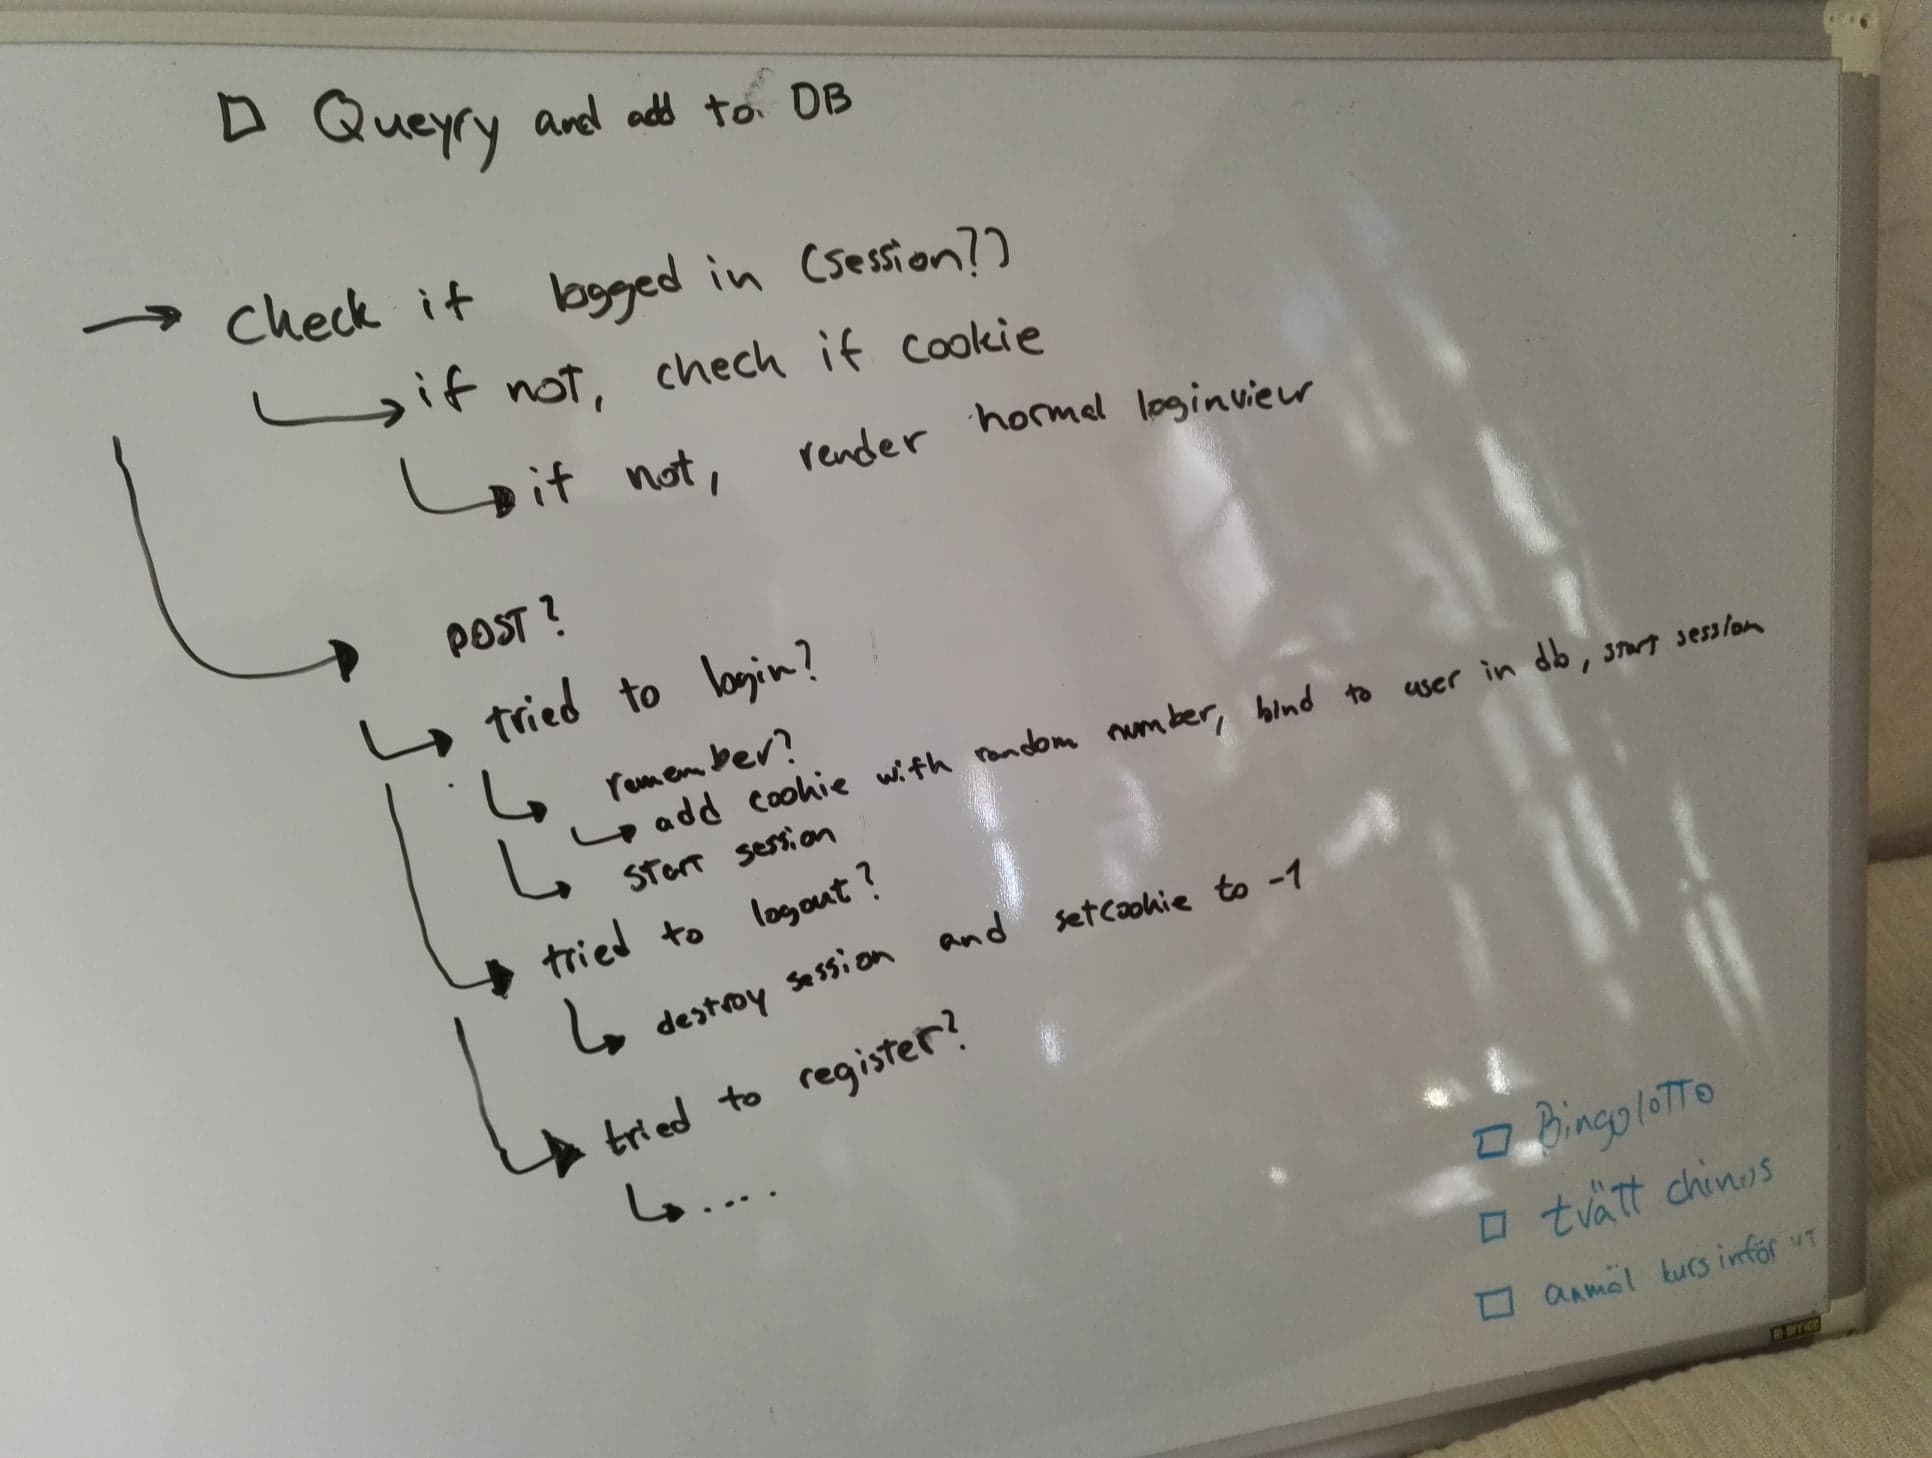 Queyry and add to DB
Check if logged in (session?)
if not, chech if cookie
if not, render normal loginview
POST?
tried to login?
remember?
add cookie with random number, bind to user in db, start session
start session
tried to logout?
destroy session and setcookie to -1
tried to register?
....
Bingolotto
tvätt chinos
anmäl kurs inför VT
BI-OFFICE